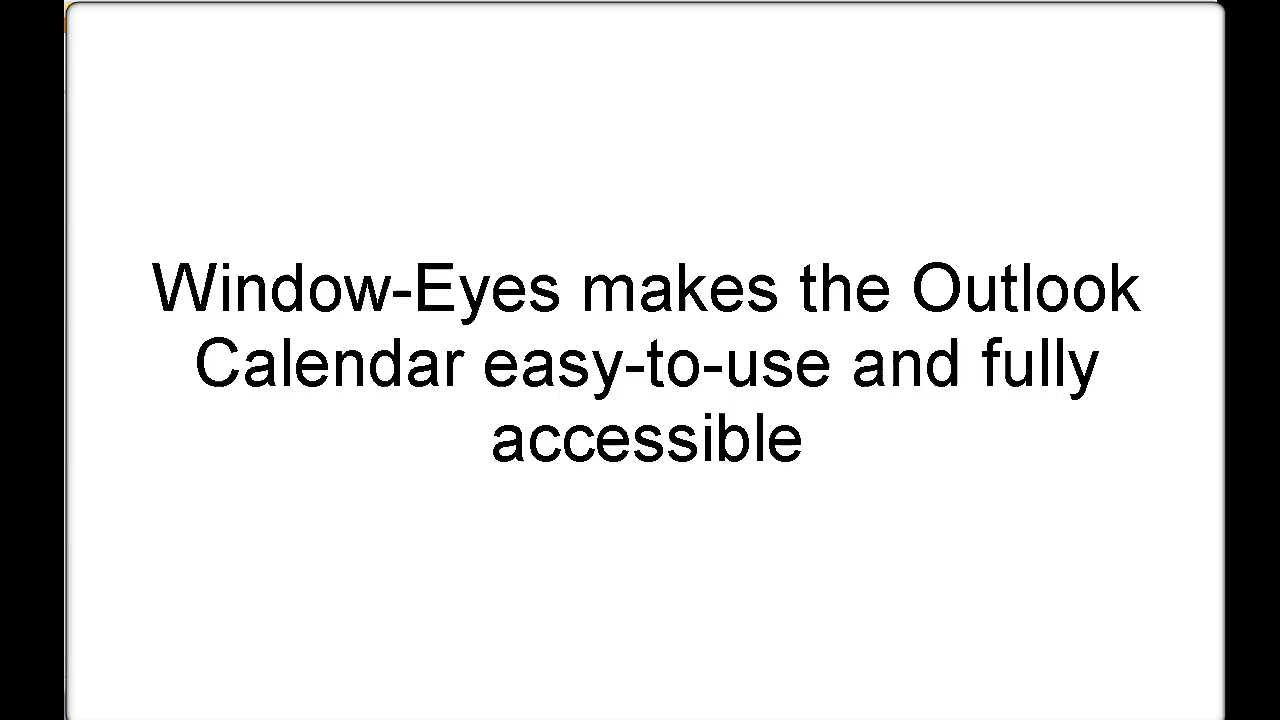 Window-Eyes makes the Outlook
Calendar easy-to-use and fully
accessible